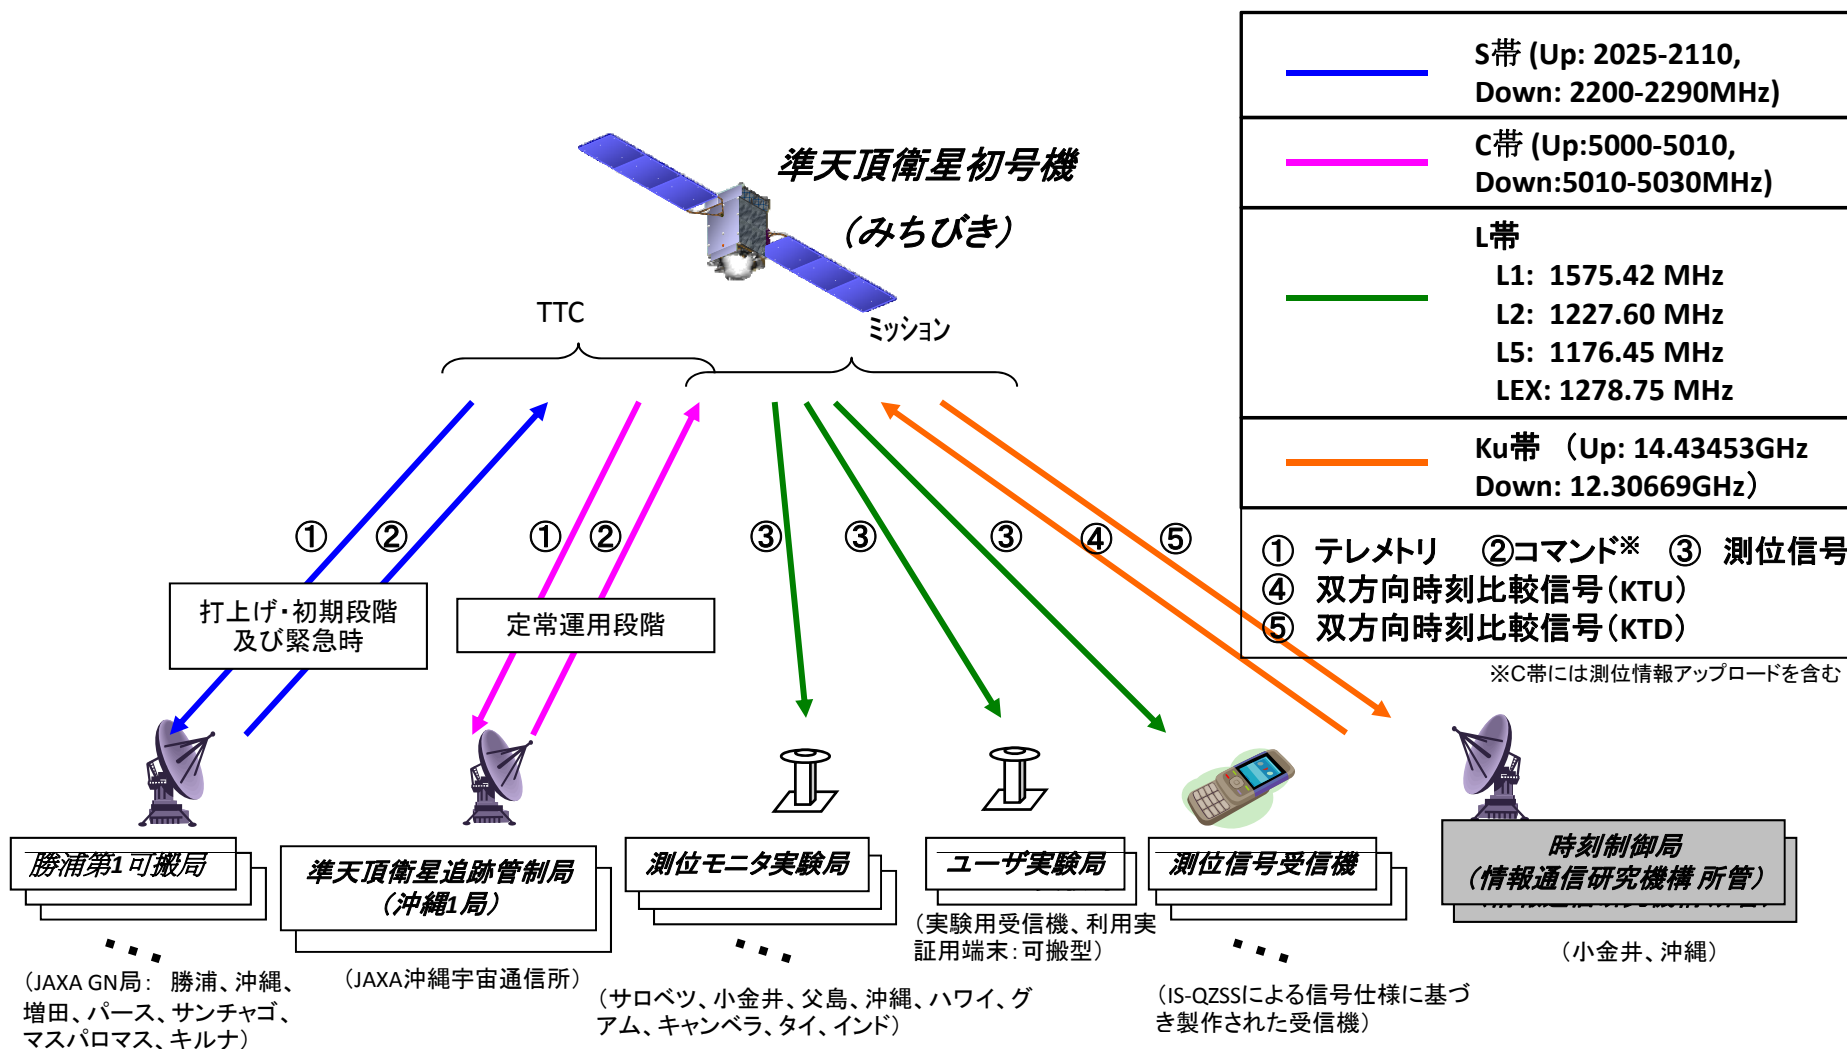 S帯 (Up: 2025-2110,
Down: 2200-2290MHz)
C帯 (Up:5000-5010,
Down:5010-5030MHz)
L帯
L1: 1575.42 MHz
L2: 1227.60 MHz
L5: 1176.45 MHz
LEX: 1278.75 MHz
Ku帯 （Up: 14.43453GHz
Down: 12.30669GHz）
① テレメトリ ②コマンド※ ③ 測位信号
④ 双方向時刻比較信号（KTU）
⑤ 双方向時刻比較信号（KTD）
※C帯には測位情報アップロードを含む
準天頂衛星初号機
（みちびき）
TTC
ミッション
① ② ① ② ③ ③ ③ ④ ⑤
打上げ・初期段階
及び緊急時
定常運用段階
勝浦第1可搬局
・・・
（JAXA GN局： 勝浦、沖縄、
増田、パース、サンチャゴ、
マスパロマス、キルナ）
準天頂衛星追跡管制局
（沖縄1局）
（JAXA沖縄宇宙通信所）
測位モニタ実験局
・・・
（サロベツ、小金井、父島、沖縄、ハワイ、グ
アム、キャンベラ、タイ、インド）
ユーザ実験局
（実験用受信機、利用実
証用端末：可搬型）
測位信号受信機
・・・
（IS-QZSSによる信号仕様に基づ
き製作された受信機）
時刻制御局
（情報通信研究機構 所管）
（小金井、沖縄）